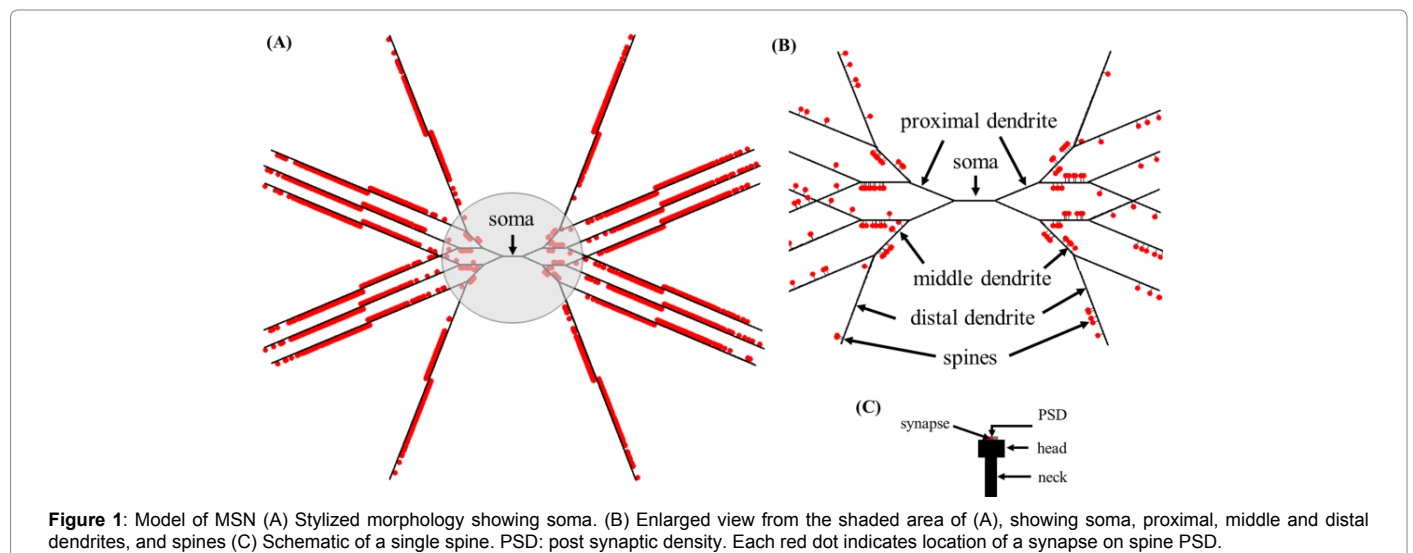 (A)
soma
(B)
proximal dendrite
soma
middle dendrite
distal dendrite
spines
(C)
PSD
synapse
head
neck
Figure 1: Model of MSN (A) Stylized morphology showing soma. (B) Enlarged view from the shaded area of (A), showing soma, proximal, middle and distal
dendrites, and spines (C) Schematic of a single spine. PSD: post synaptic density. Each red dot indicates location of a synapse on spine PSD.